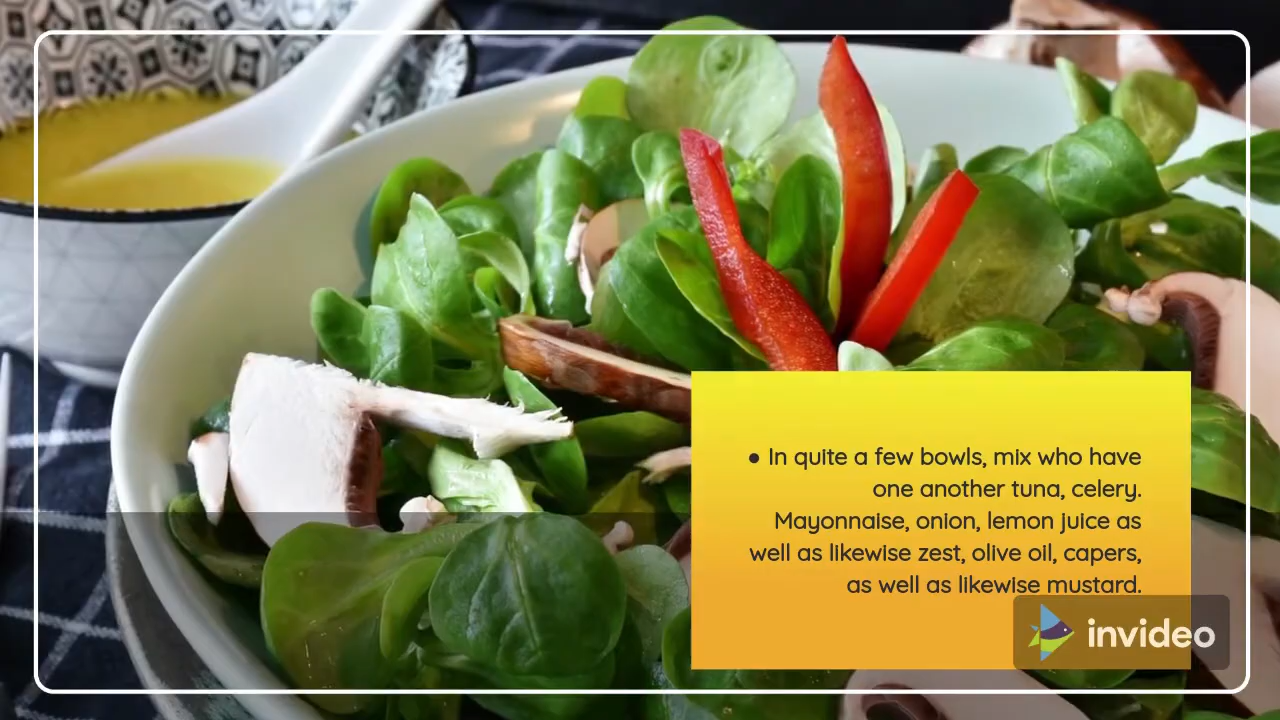 ● In quite a few bowls, mix who have
one another tuna, celery.
Mayonnaise, onion, lemon juice as
well as likewise zest, olive oil, capers,
as well as likewise mustard.
invideo